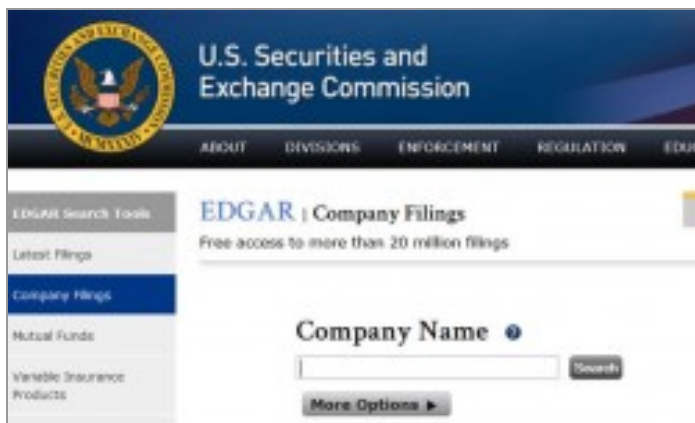 U.S. Securities and
Exchange Commission
ABOUT DIVISIONS ENFORCEMENT REGULATION EDU
EDGAR Search Tools
Latest Filings
Company Filings
Mutual Funds
Variable Insurance
Products
EDGAR | Company Filings
Free access to more than 20 million filings
Company Name
Search
More Options